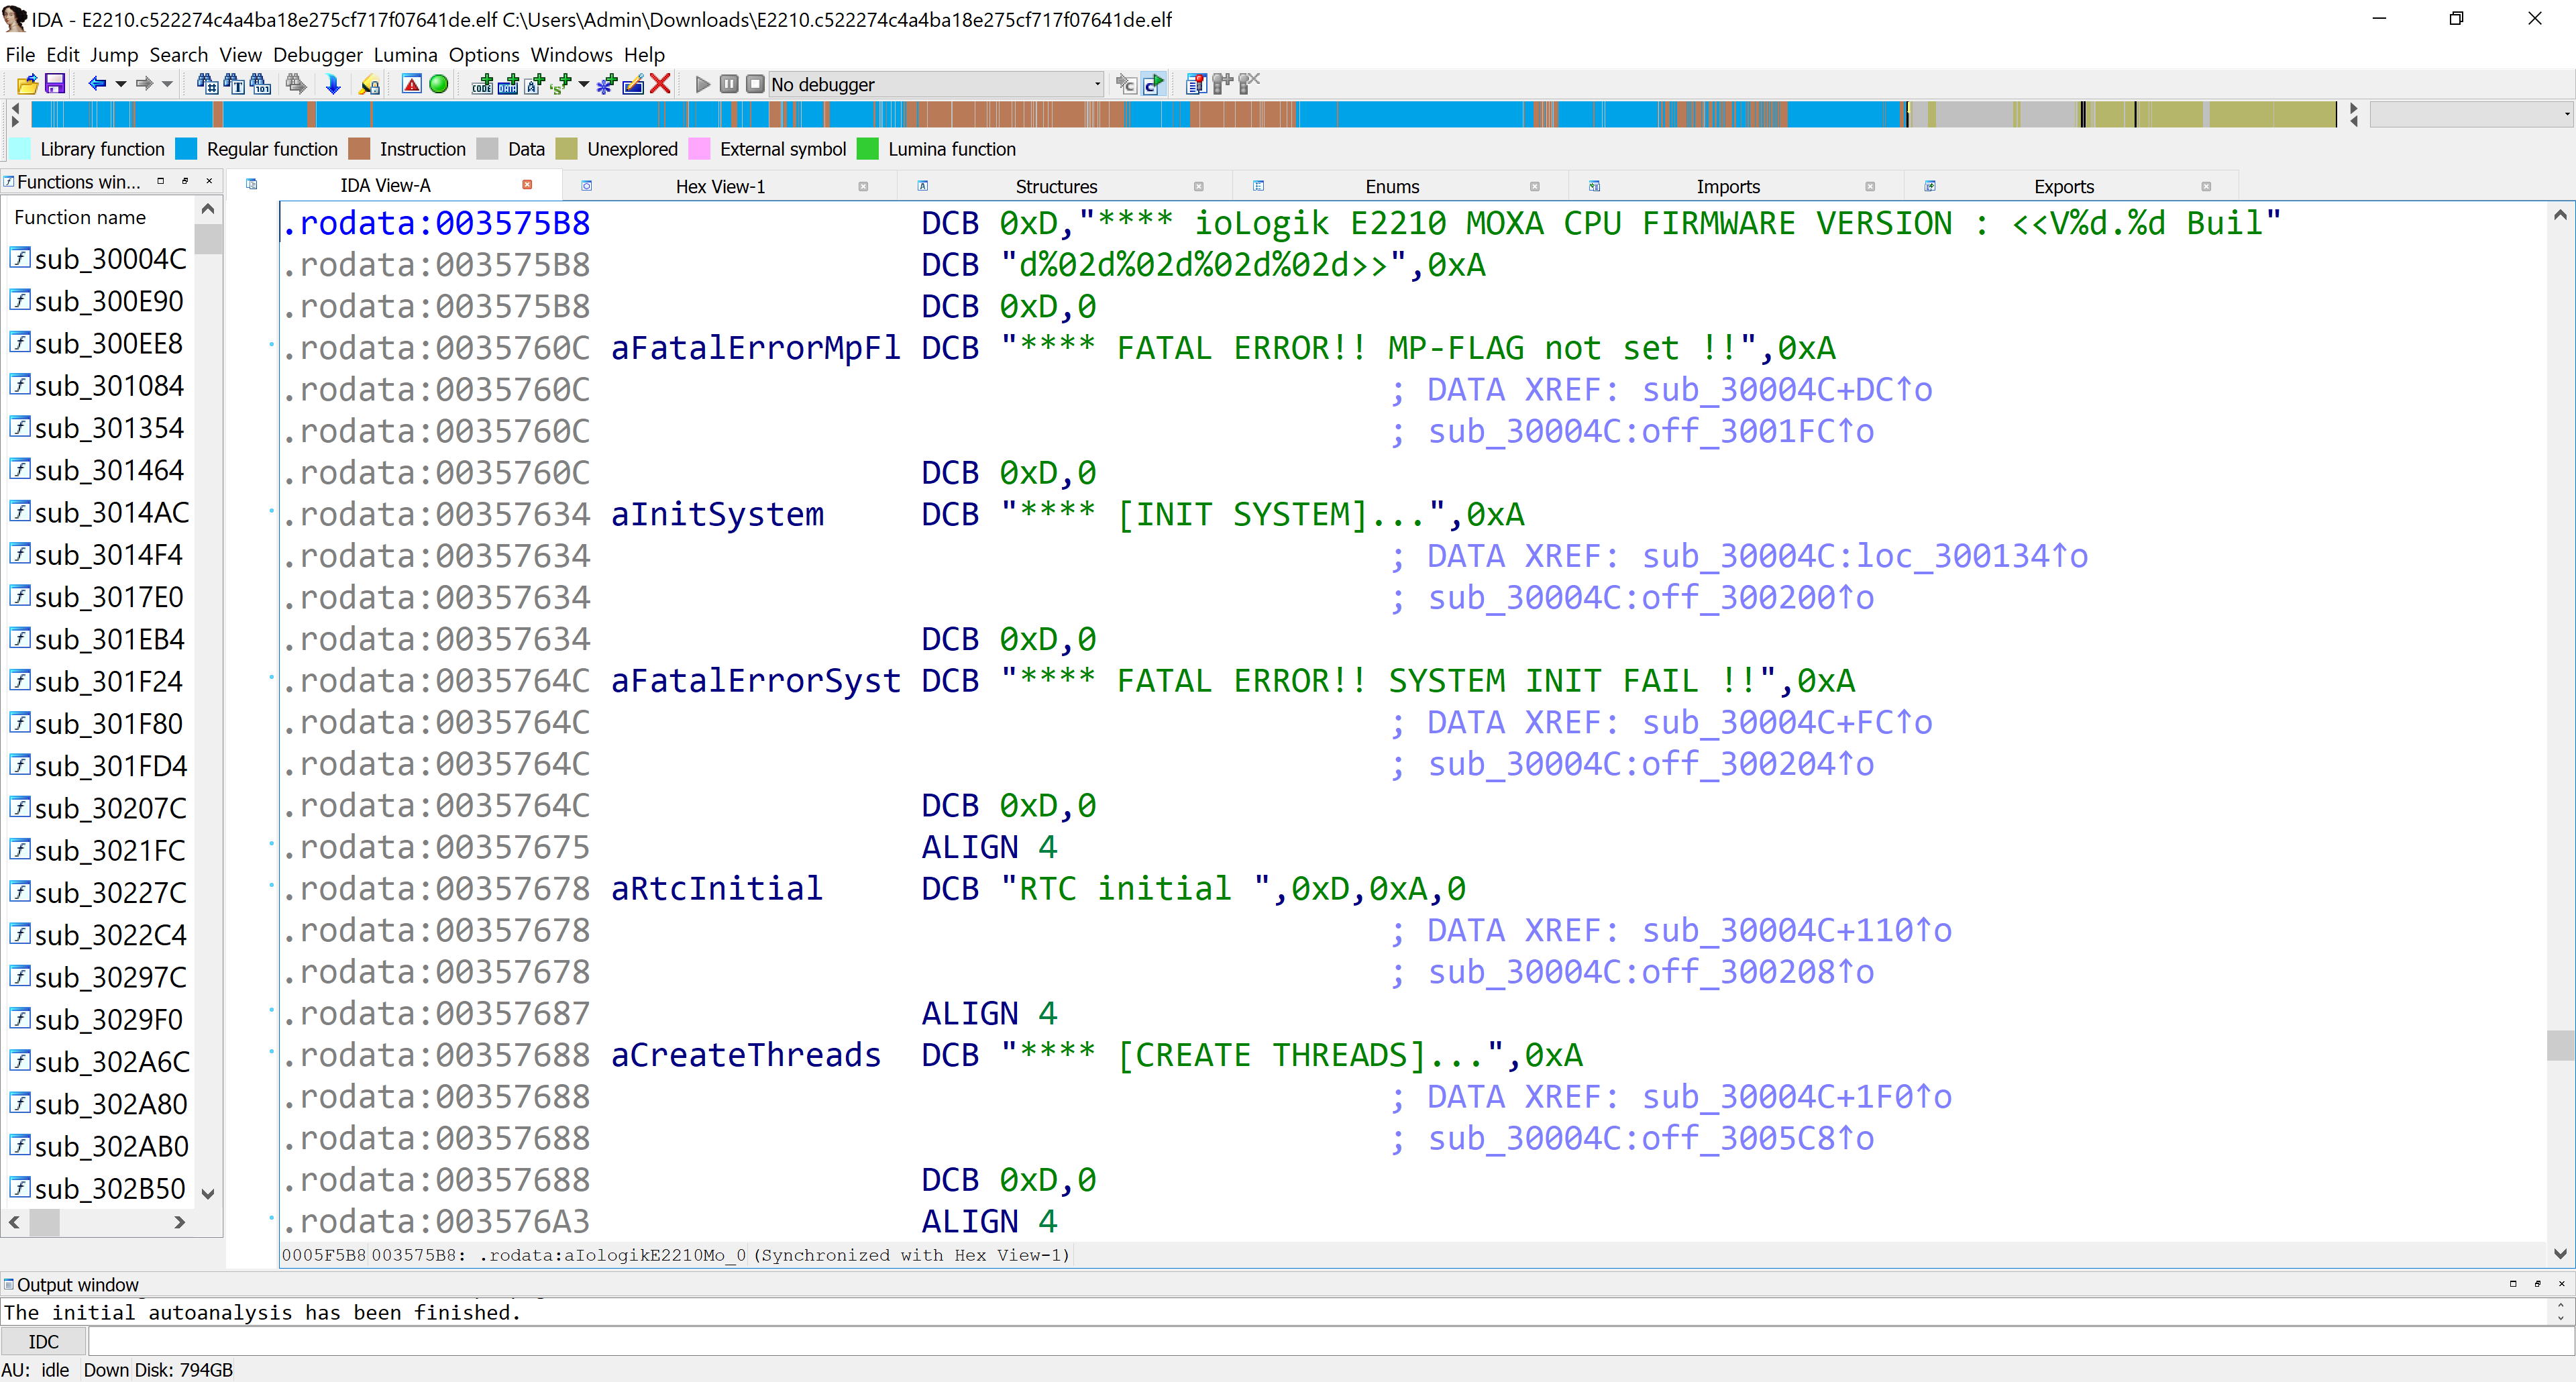 IDA - E2210.c522274c4a4ba18e275cf717f07641de.elf C:\Users\Admin\Downloads\E2210.c522274c4a4ba18e275cf717f07641de.elf
File Edit Jump Search View Debugger Lumina Options Windows Help
No debugger
Library function Regular function Instruction Data Unexplored External symbol Lumina function
Functions win...
IDA View-A Hex View-1 Structures Enums Imports Exports
Function name
sub_30004C
sub_300E90
sub_300EE8
sub_301084
sub_301354
sub_301464
sub_3014AC
sub_3014F4
sub_3017E0
sub_301EB4
sub_301F24
sub_301F80
sub_301FD4
sub_30207C
sub_3021FC
sub_30227C
sub_3022C4
sub_30297C
sub_3029F0
sub_302A6C
sub_302A80
sub_302AB0
sub_302B50
.rodata:003575B8 DCB 0xD,"**** ioLogik E2210 MOXA CPU FIRMWARE VERSION : <<V%d.%d Buil"
.rodata:003575B8 DCB "d%02d%02d%02d%02d>>",0xA
.rodata:003575B8 DCB 0xD,0
.rodata:0035760C aFatalErrorMpFl DCB "**** FATAL ERROR!! MP-FLAG not set !!",0xA
.rodata:0035760C ; DATA XREF: sub_30004C+DC↑o
.rodata:0035760C ; sub_30004C:off_3001FC↑o
.rodata:0035760C DCB 0xD,0
.rodata:00357634 aInitSystem DCB "**** [INIT SYSTEM]...",0xA
.rodata:00357634 ; DATA XREF: sub_30004C:loc_300134↑o
.rodata:00357634 ; sub_30004C:off_300200↑o
.rodata:00357634 DCB 0xD,0
.rodata:0035764C aFatalErrorSyst DCB "**** FATAL ERROR!! SYSTEM INIT FAIL !!",0xA
.rodata:0035764C ; DATA XREF: sub_30004C+FC↑o
.rodata:0035764C ; sub_30004C:off_300204↑o
.rodata:0035764C DCB 0xD,0
.rodata:00357675 ALIGN 4
.rodata:00357678 aRtcInitial DCB "RTC initial ",0xD,0xA,0
.rodata:00357678 ; DATA XREF: sub_30004C+110↑o
.rodata:00357678 ; sub_30004C:off_300208↑o
.rodata:00357687 ALIGN 4
.rodata:00357688 aCreateThreads DCB "**** [CREATE THREADS]...",0xA
.rodata:00357688 ; DATA XREF: sub_30004C+1F0↑o
.rodata:00357688 ; sub_30004C:off_3005C8↑o
.rodata:00357688 DCB 0xD,0
.rodata:003576A3 ALIGN 4
0005F5B8 003575B8: .rodata:aIologikE2210Mo_0 (Synchronized with Hex View-1)
Output window
The initial autoanalysis has been finished.
IDC
AU: idle Down Disk: 794GB